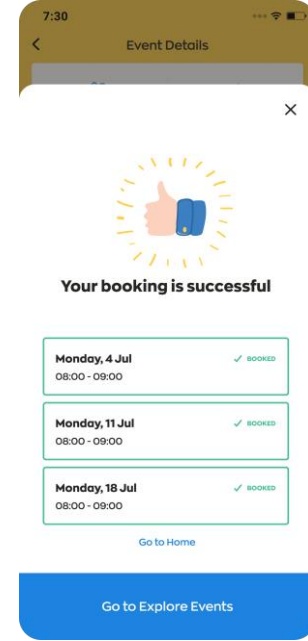 7:30
Event Details
Your booking is successful
Monday, 4 Jul
✓ BOOKED
08:00 - 09:00
Monday, 11 Jul
✓ BOOKED
08:00 - 09:00
Monday, 18 Jul
✓ BOOKED
08:00 - 09:00
Go to Home
Go to Explore Events